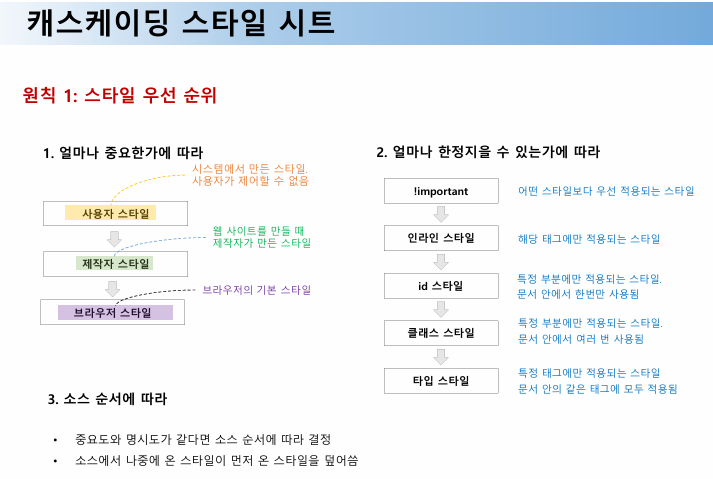 캐스케이딩 스타일 시트
원칙 1: 스타일 우선 순위
1. 얼마나 중요한가에 따라
시스템에서 만든 스타일.
사용자가 제어할 수 없음
사용자 스타일
웹 사이트를 만들 때
제작자가 만든 스타일
제작자 스타일
브라우저의 기본 스타일
브라우저 스타일
2. 얼마나 한정지을 수 있는가에 따라
!important
어떤 스타일보다 우선 적용되는 스타일
인라인 스타일
해당 태그에만 적용되는 스타일
id 스타일
특정 부분에만 적용되는 스타일.
문서 안에서 한번만 사용됨
클래스 스타일
특정 부분에만 적용되는 스타일.
문서 안에서 여러 번 사용됨
타입 스타일
특정 태그에만 적용되는 스타일
문서 안의 같은 태그에 모두 적용됨
3. 소스 순서에 따라
• 중요도와 명시도가 같다면 소스 순서에 따라 결정
• 소스에서 나중에 온 스타일이 먼저 온 스타일을 덮어씀